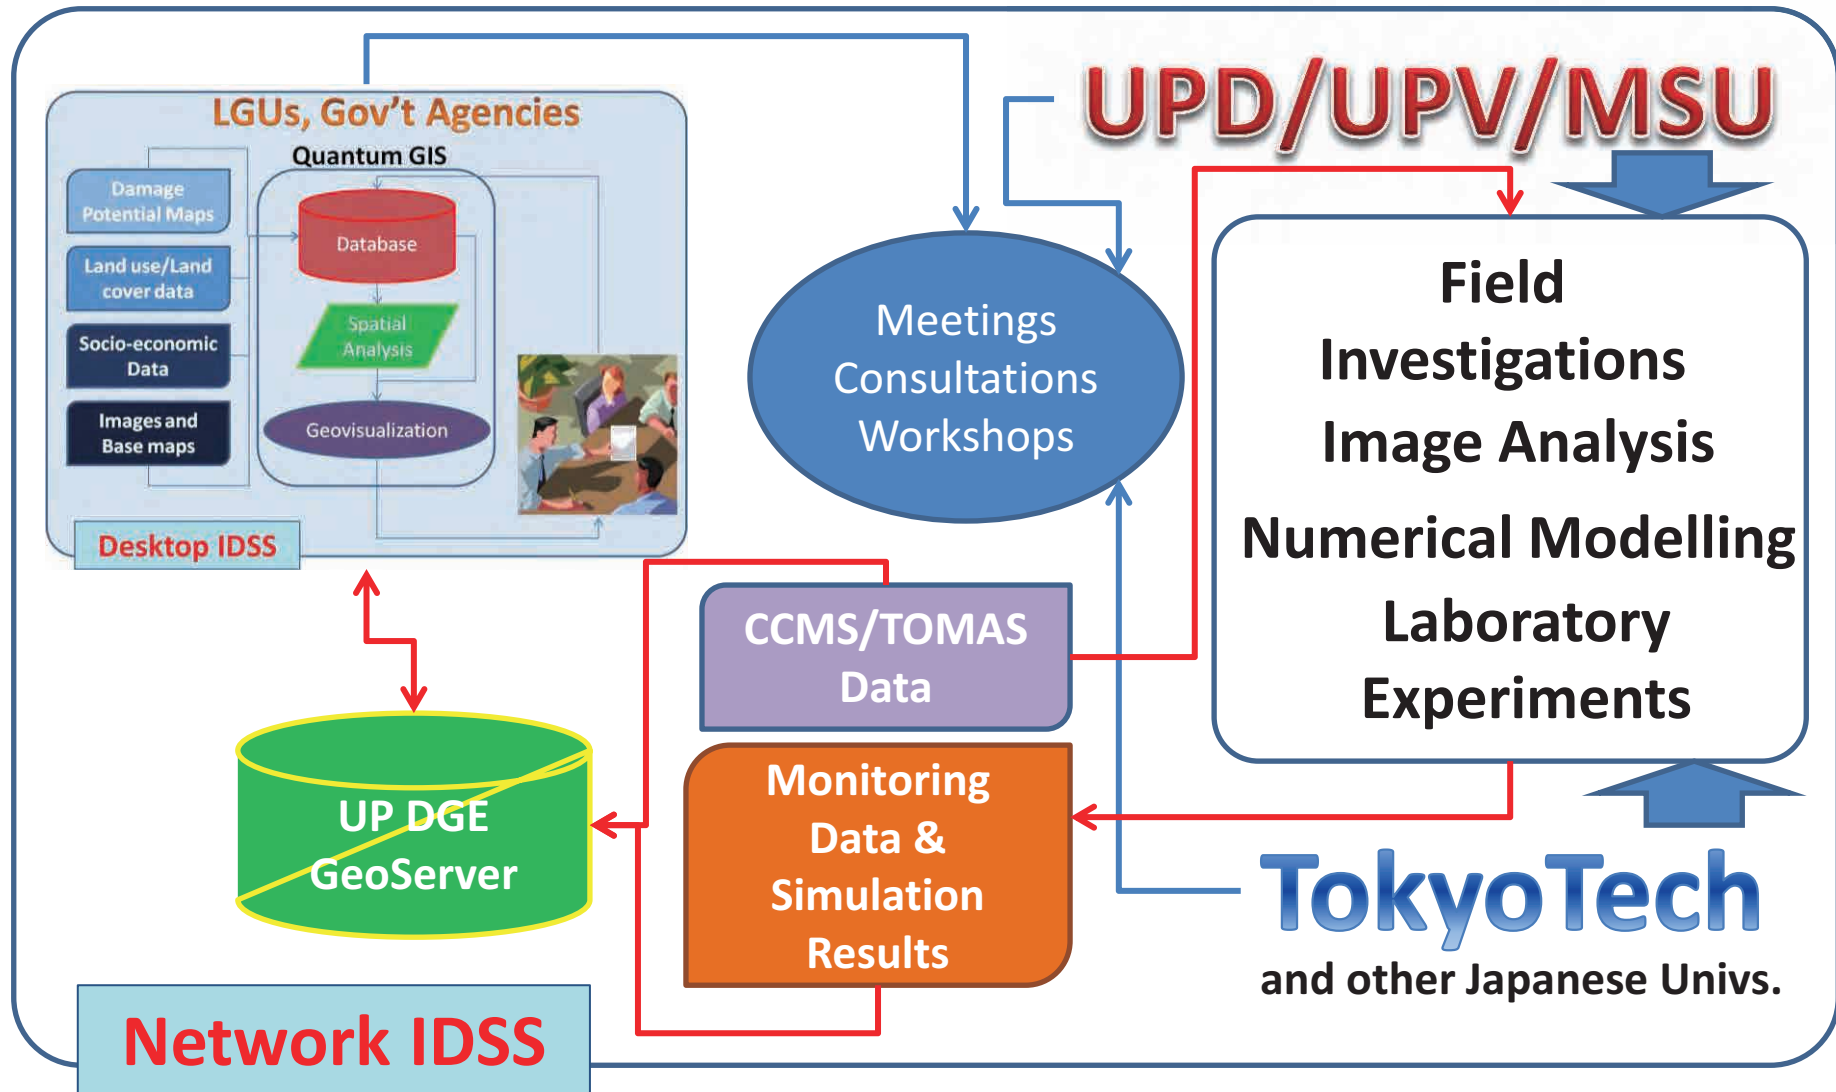 LGUs, Gov't Agencies
Quantum GIS
Damage
Potential Maps
Land use/Land
cover data
Socio-economic
Data
Images and
Base maps
Database
Spatial
Analysis
Geovisualization
Desktop IDSS
UPD/UPV/MSU
Meetings
Consultations
Workshops
Field
Investigations
Image Analysis
Numerical Modelling
Laboratory
Experiments
CCMS/TOMAS
Data
Monitoring
Data &
Simulation
Results
UP DGE
GeoServer
TokyoTech
and other Japanese Univs.
Network IDSS